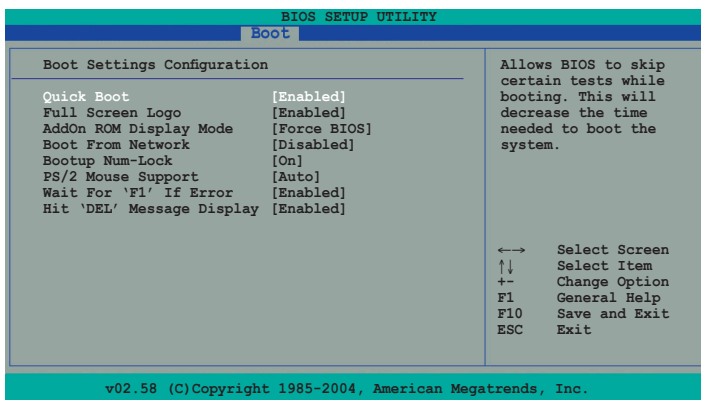 BIOS SETUP UTILITY
Boot
Boot Settings Configuration
Quick Boot [Enabled]
Full Screen Logo [Enabled]
AddOn ROM Display Mode [Force BIOS]
Boot From Network [Disabled]
Bootup Num-Lock [On]
PS/2 Mouse Support [Auto]
Wait For ‘F1’ If Error [Enabled]
Hit ‘DEL’ Message Display [Enabled]
Allows BIOS to skip
certain tests while
booting. This will
decrease the time
needed to boot the
system.
←→ Select Screen
↑↓ Select Item
+- Change Option
F1 General Help
F10 Save and Exit
ESC Exit
v02.58 (C)Copyright 1985-2004, American Megatrends, Inc.